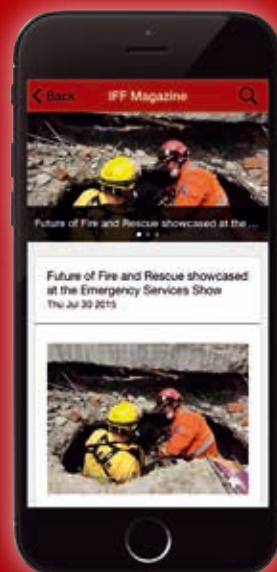 Back IFF Magazine
Future of Fire and Rescue showcased at the ...
Future of Fire and Rescue showcased
at the Emergency Services Show
Thu Jul 30 2015